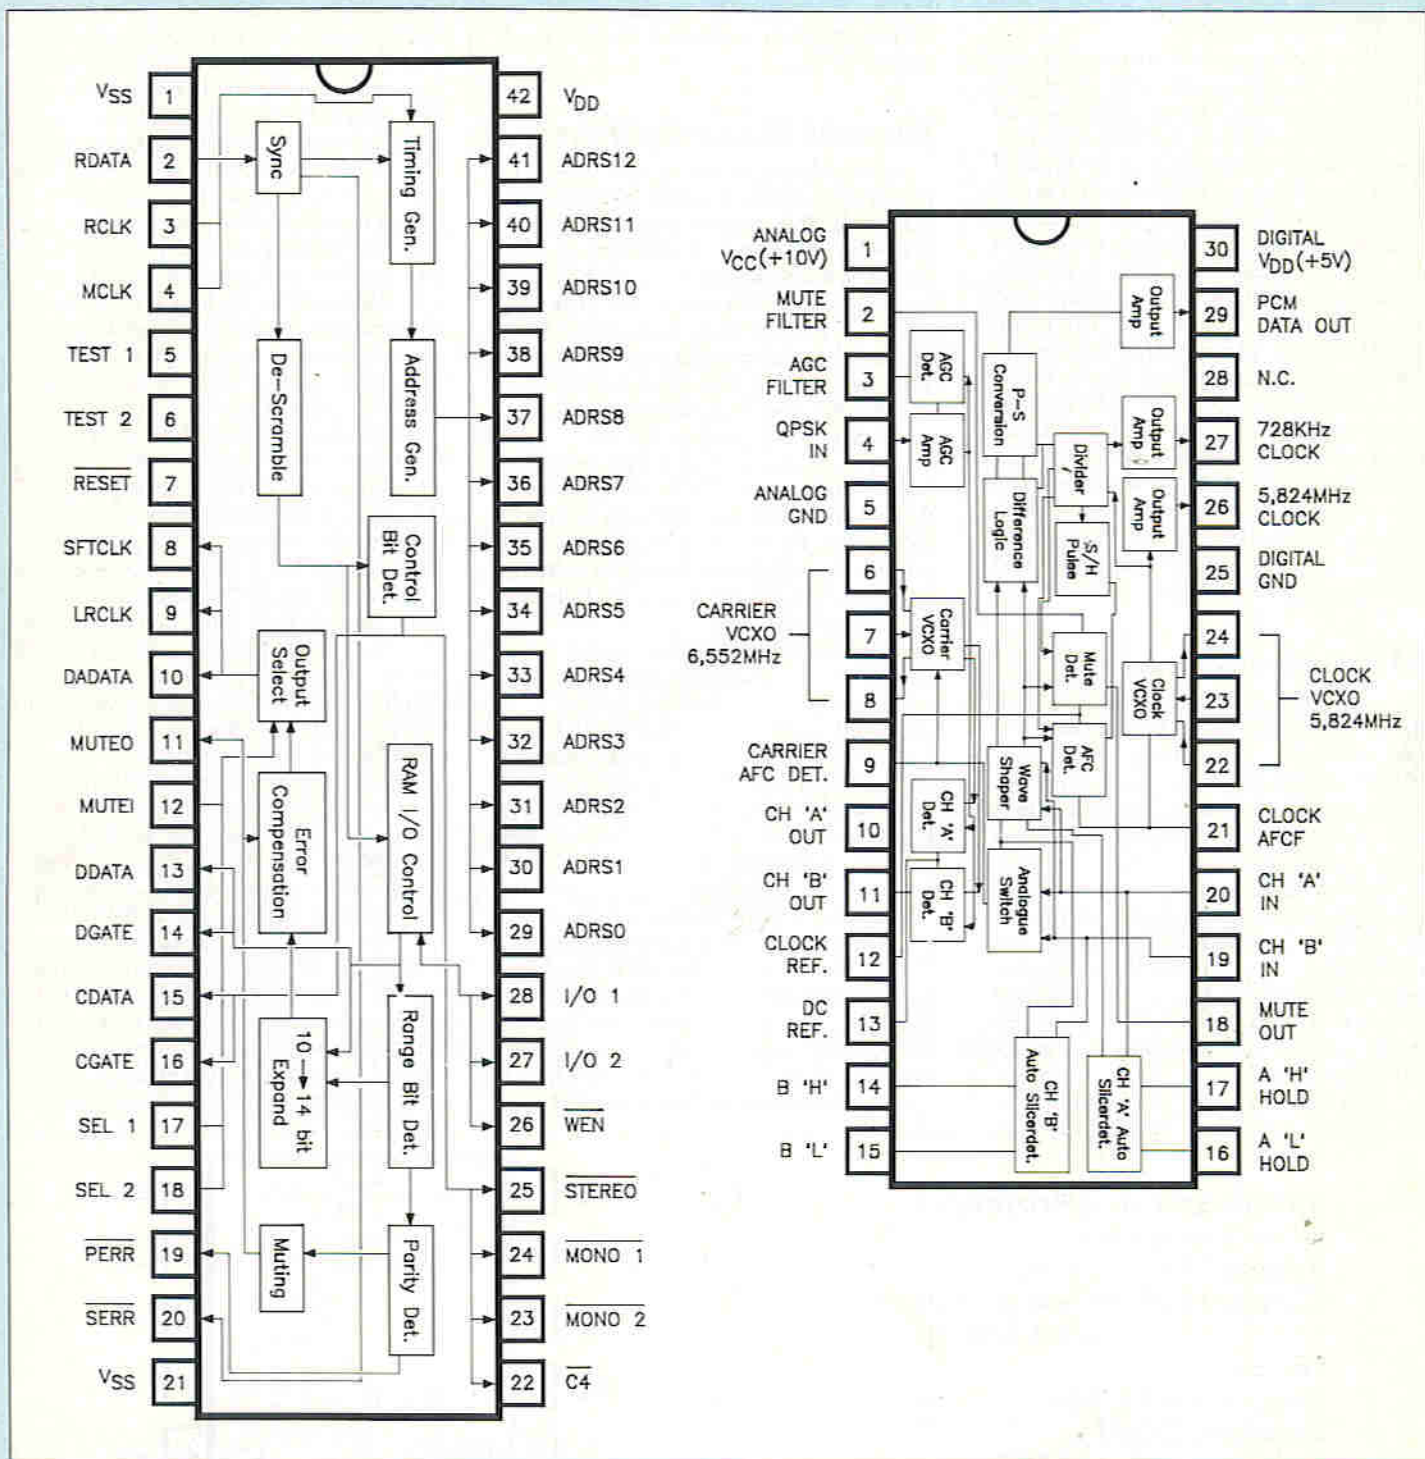 VSS 1
RDATA 2
RCLK 3
MCLK 4
TEST 1 5
TEST 2 6
RESET 7
SFTCLK 8
LRCLK 9
DADATA 10
MUTEO 11
MUTEI 12
DDATA 13
DGATE 14
CDATA 15
CGATE 16
SEL 1 17
SEL 2 18
PERR 19
SERR 20
VSS 21
Sync
Timing Gen.
De-Scramble
Address Gen.
Control
Bit Det.
Output
Select
Error
Compensation
RAM I/O Control
10→14 bit
Expand
Range Bit Det.
Muting
Parity Det.
42 VDD
41 ADRS12
40 ADRS11
39 ADRS10
38 ADRS9
37 ADRS8
36 ADRS7
35 ADRS6
34 ADRS5
33 ADRS4
32 ADRS3
31 ADRS2
30 ADRS1
29 ADRS0
28 I/O 1
27 I/O 2
26 WEN
25 STEREO
24 MONO 1
23 MONO 2
22 C4
ANALOG
VCC(+10V) 1
MUTE
FILTER 2
AGC
FILTER 3
QPSK
IN 4
ANALOG
GND 5
6
CARRIER
VCXO
6,552MHz
7
8
CARRIER
AFC DET. 9
CH 'A'
OUT 10
CH 'B'
OUT 11
CLOCK
REF. 12
DC
REF. 13
B 'H' 14
B 'L' 15
Output
Amp
AGC
Det.
P-S
Conversion
AGC
Amp
Divider
Output
Amp
Difference
Logic
Output
Amp
S/H
Pulse
Carrier
VCXO
Mute
Det.
Clock
VCXO
AFC
Det.
Wave
Shaper
CH 'A'
Det.
CH 'B'
Det.
Analogue
Switch
CH 'B'
Auto Slicerdet.
CH 'A' Auto
Slicerdet.
30 DIGITAL
VDD(+5V)
29 PCM
DATA OUT
28 N.C.
27 728KHz
CLOCK
26 5,824MHz
CLOCK
25 DIGITAL
GND
24
23
CLOCK
VCXO
5,824MHz
22
21 CLOCK
AFCF
20 CH 'A'
IN
19 CH 'B'
IN
18 MUTE
OUT
17 A 'H'
HOLD
16 A 'L'
HOLD